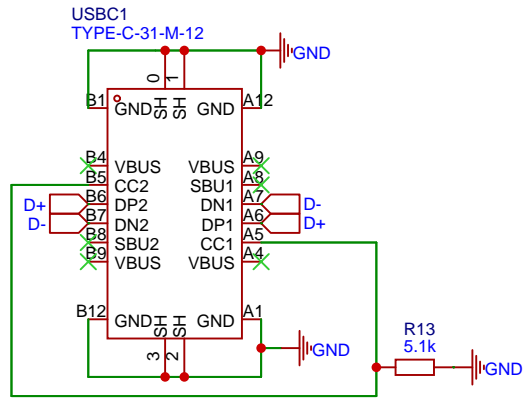 USBC1
TYPE-C-31-M-12
0 1
GND
B1 GND SH SH GND A12
B4 VBUS VBUS A9
B5 CC2 SBU1 A8
D+ B6 DP2 DN1 A7 D-
D- B7 DN2 DP1 A6 D+
B8 SBU2 CC1 A5
B9 VBUS VBUS A4
B12 GND SH SH GND A1
3 2
GND
R13
5.1k
GND